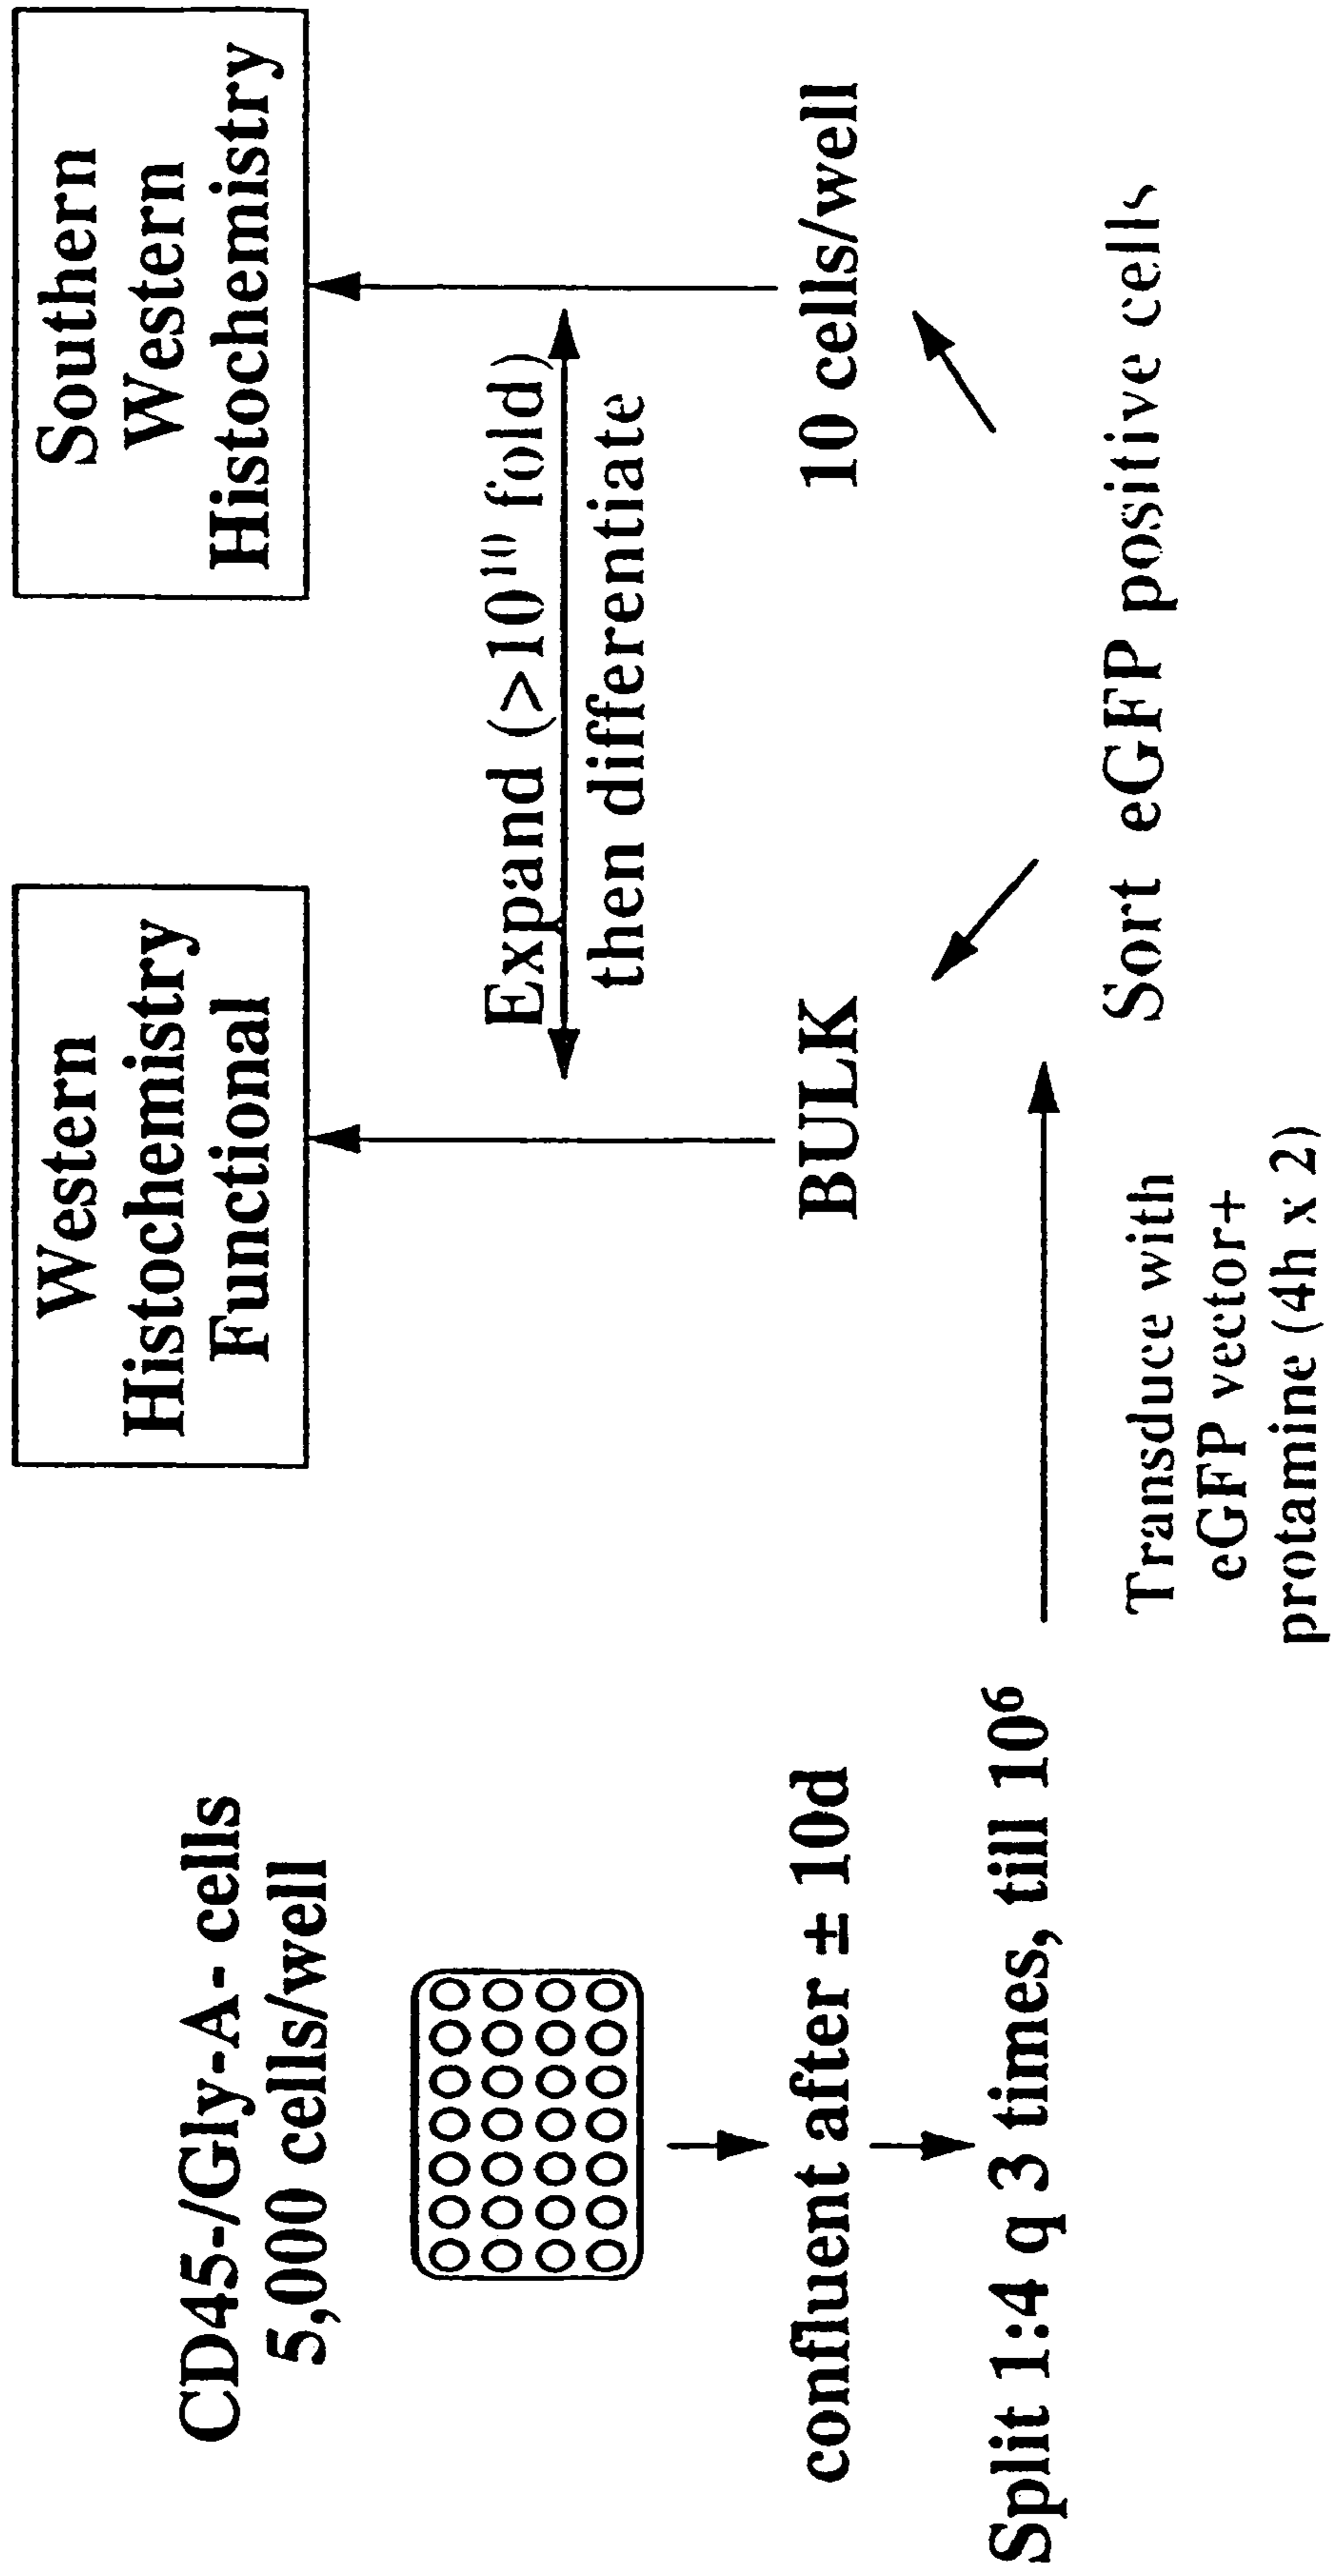 CD45-/Gly-A- cells
5,000 cells/well
confluent after ± 10d
Split 1:4 q 3 times, till 10⁶
Transduce with
eGFP vector+
protamine (4h x 2)
Sort eGFP positive cells
BULK
10 cells/well
Expand (>10¹⁰ fold)
then differentiate
Western
Histochemistry
Functional
Southern
Western
Histochemistry